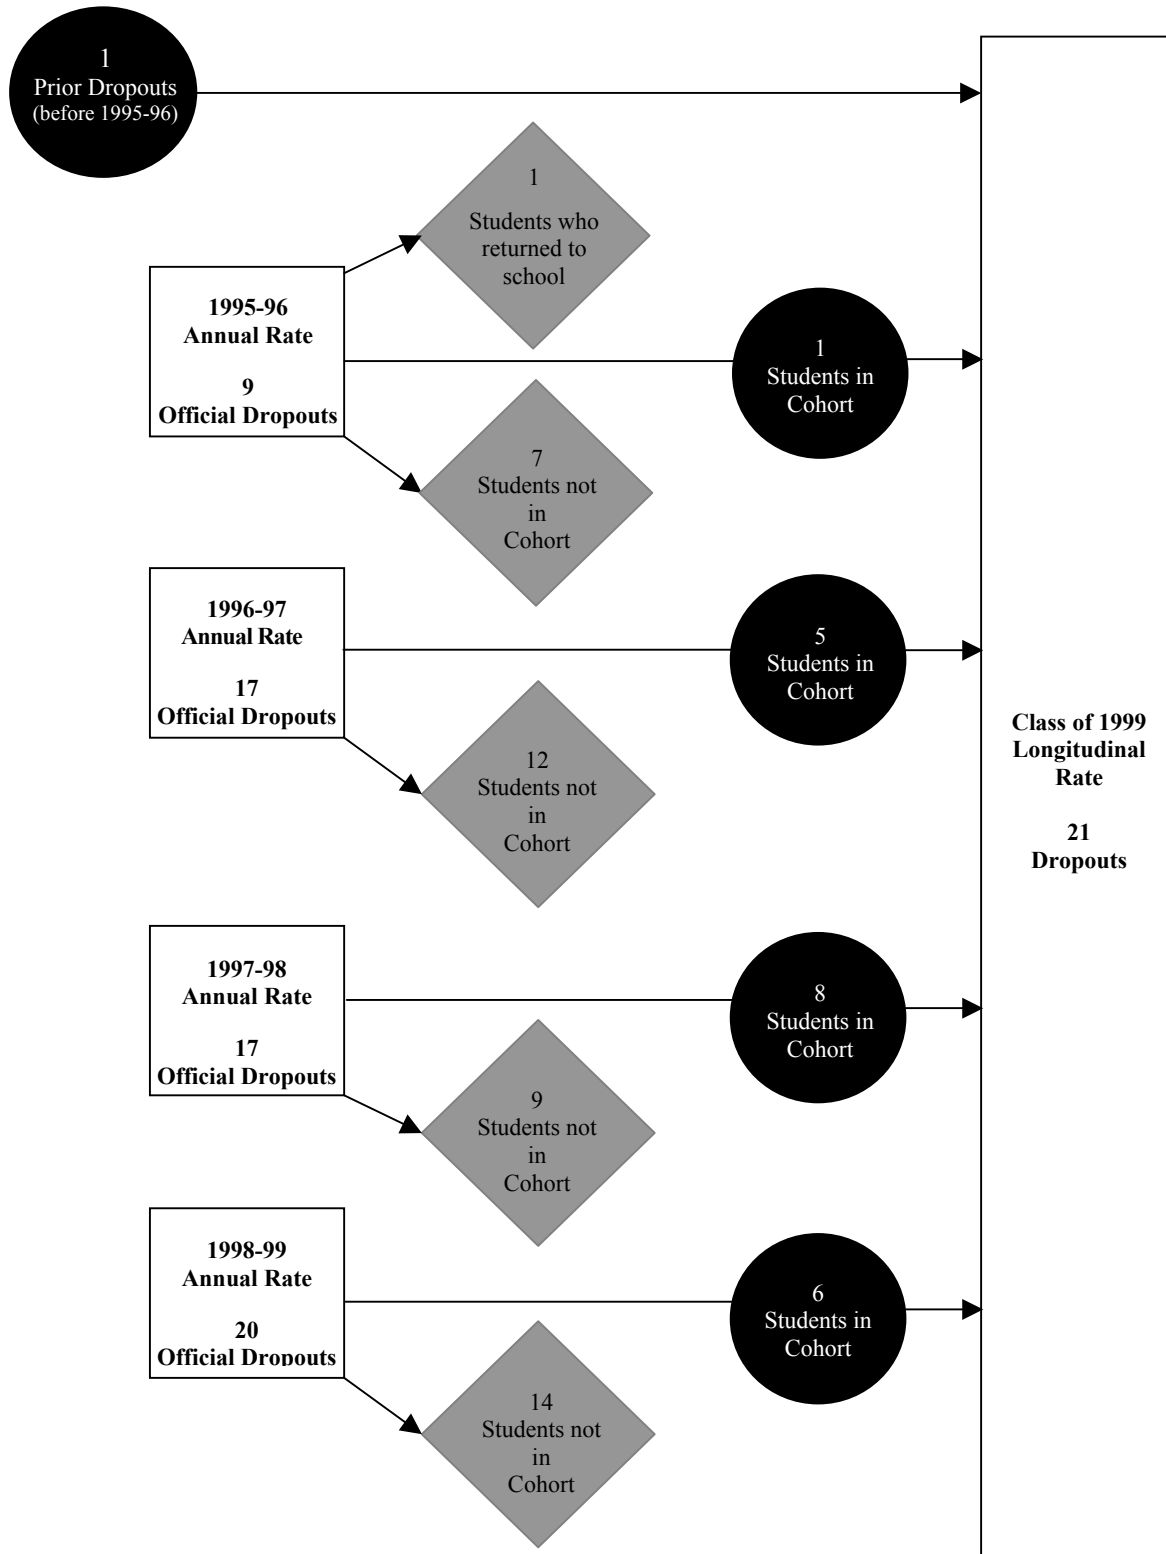 1
Prior Dropouts
(before 1995-96)
1
Students who
returned to
school
1995-96
Annual Rate
9
Official Dropouts
1
Students in
Cohort
7
Students not
in
Cohort
1996-97
Annual Rate
17
Official Dropouts
5
Students in
Cohort
12
Students not
in
Cohort
Class of 1999
Longitudinal
Rate
21
Dropouts
1997-98
Annual Rate
17
Official Dropouts
8
Students in
Cohort
9
Students not
in
Cohort
1998-99
Annual Rate
20
Official Dropouts
6
Students in
Cohort
14
Students not
in
Cohort